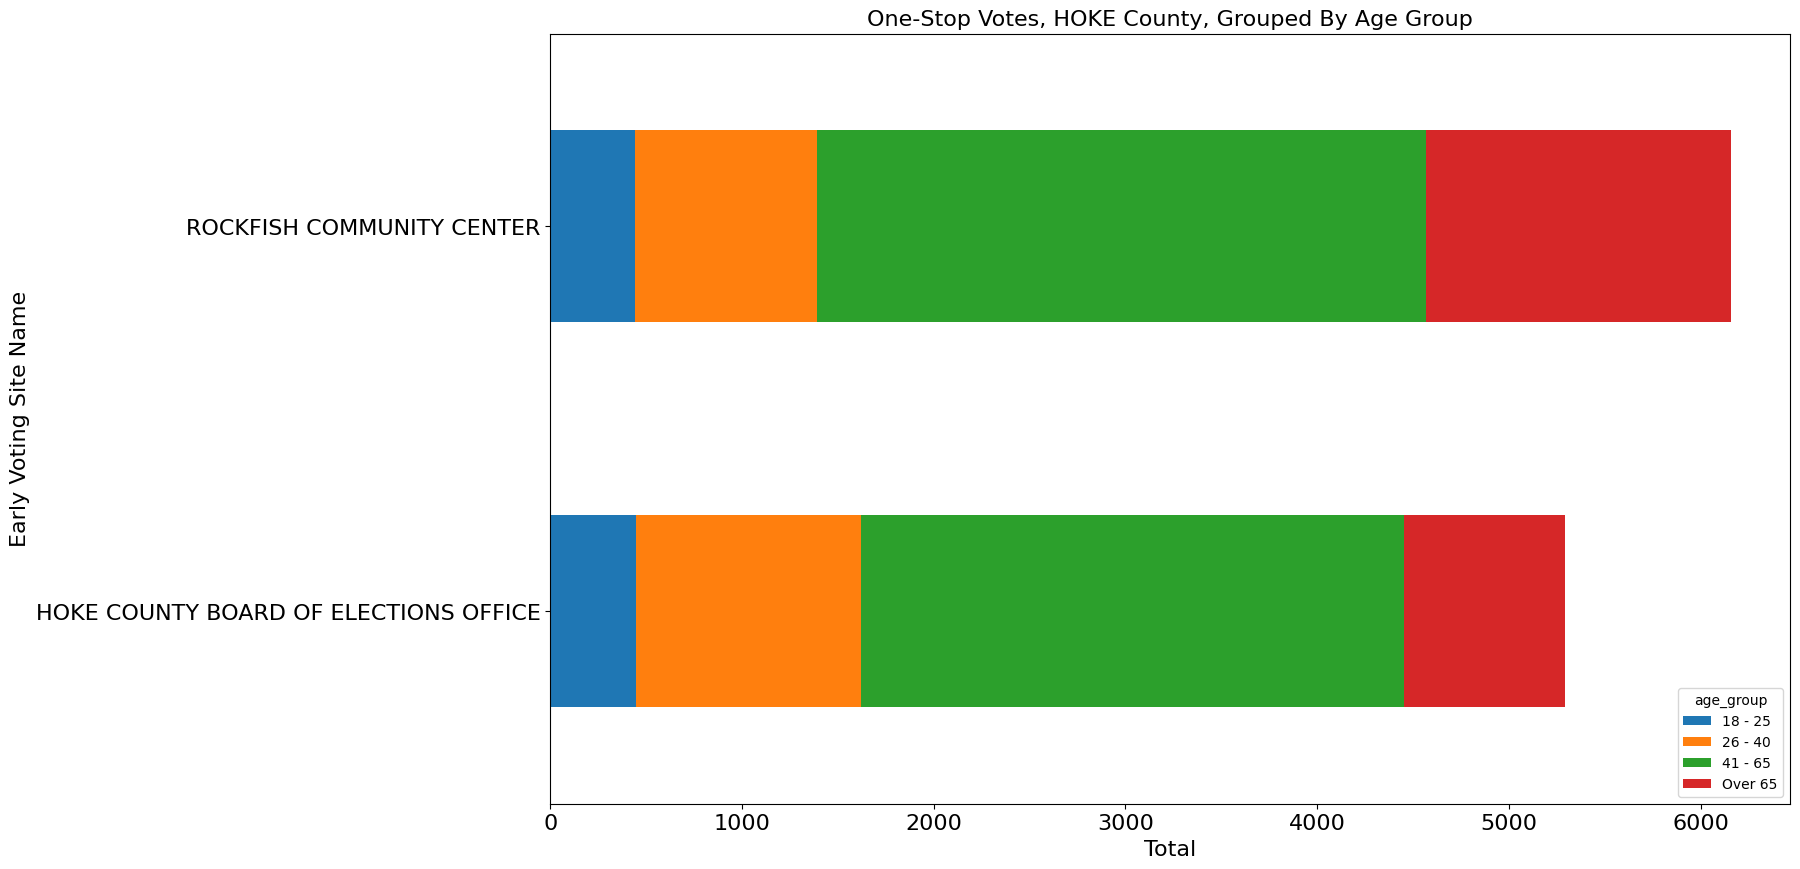 One-Stop Votes, HOKE County, Grouped By Age Group
Early Voting Site Name
ROCKFISH COMMUNITY CENTER
HOKE COUNTY BOARD OF ELECTIONS OFFICE
age_group
18 - 25
26 - 40
41 - 65
Over 65
0 1000 2000 3000 4000 5000 6000
Total